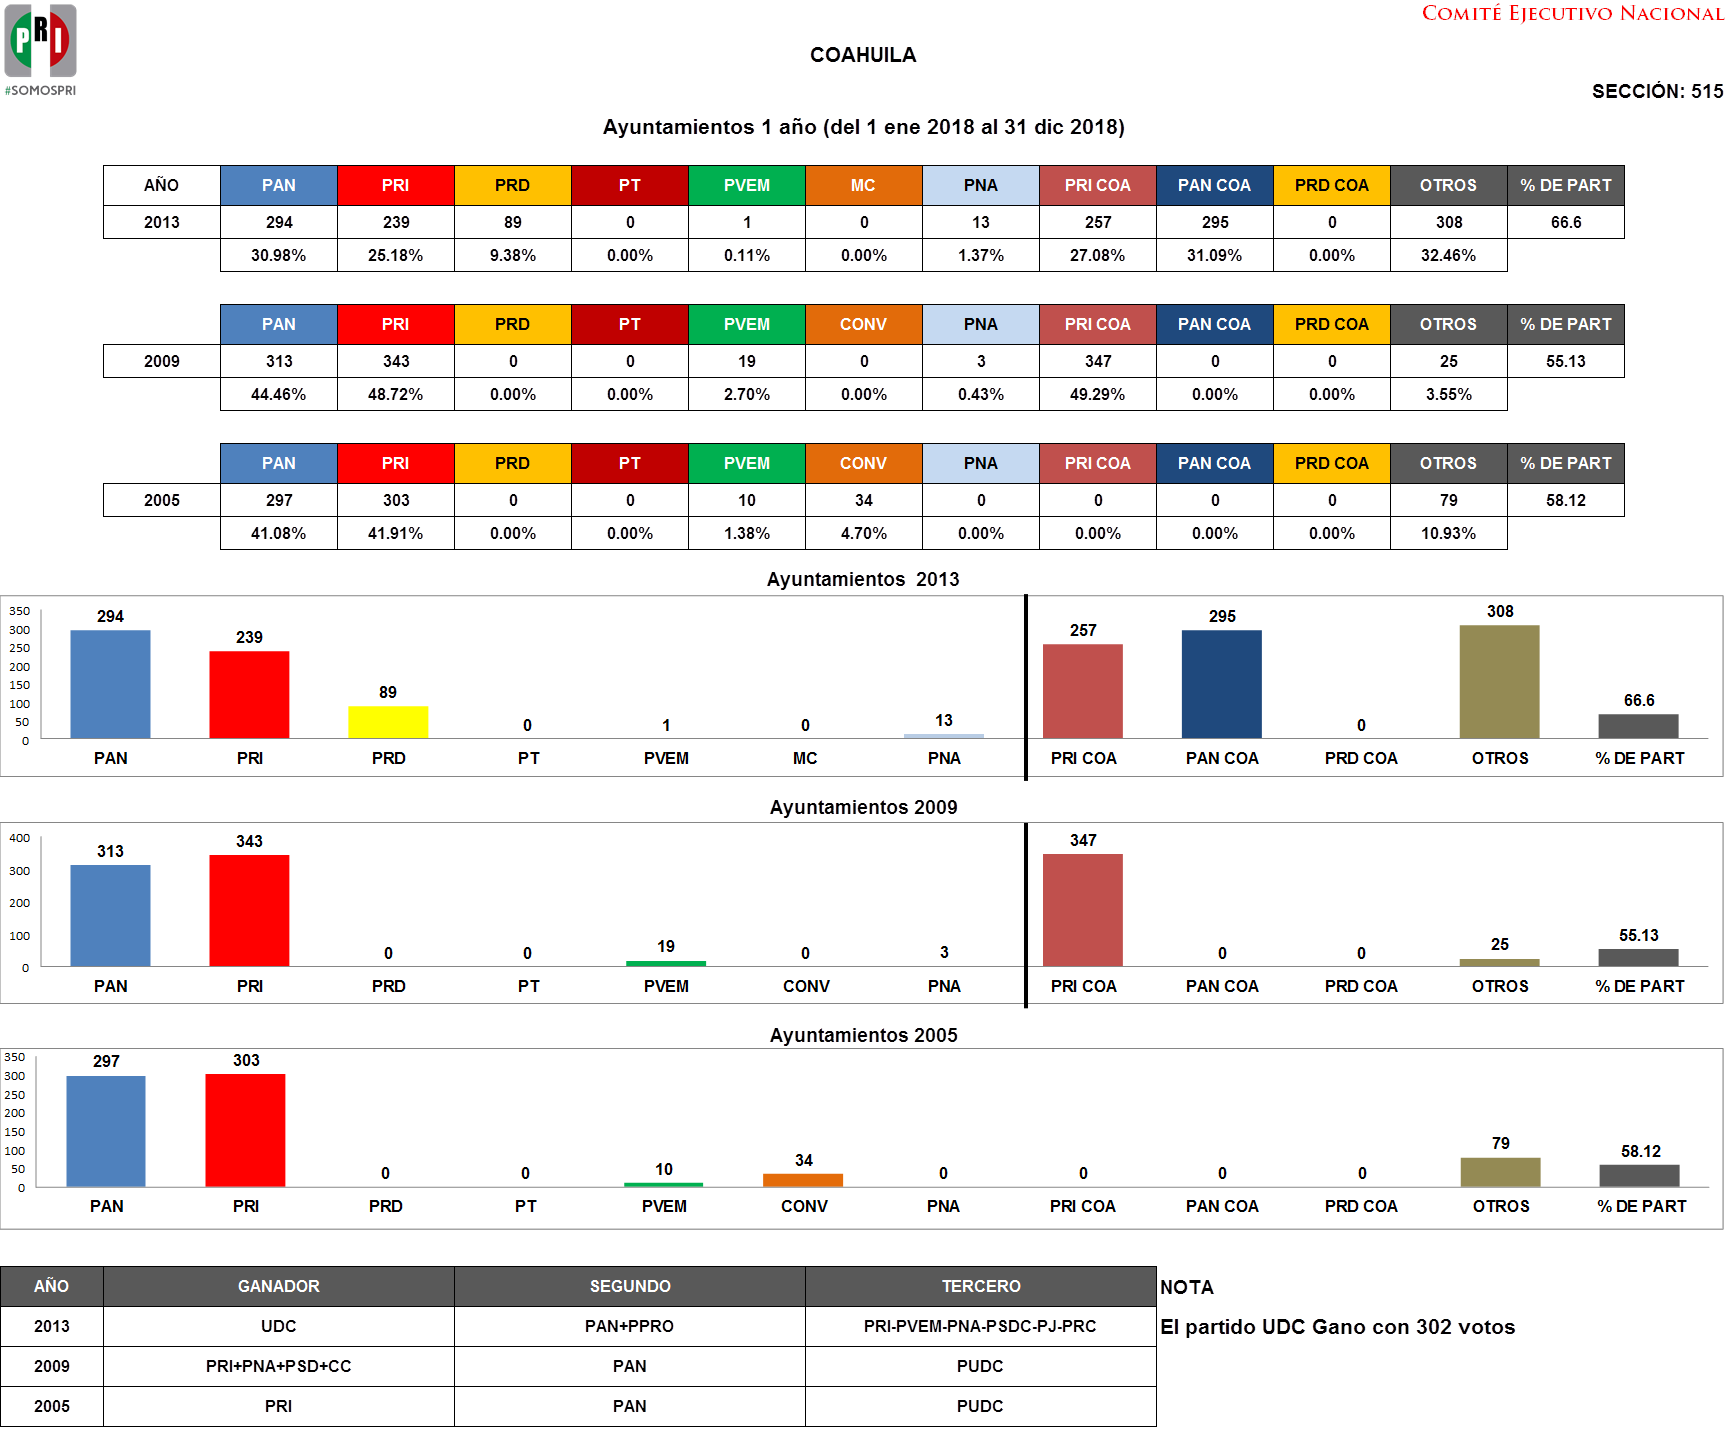 COMITÉ EJECUTIVO NACIONAL
PRI
#SOMOSPRI
COAHUILA
SECCIÓN: 515
Ayuntamientos 1 año (del 1 ene 2018 al 31 dic 2018)
AÑO PAN PRI PRD PT PVEM MC PNA PRI COA PAN COA PRD COA OTROS % DE PART
2013 294 239 89 0 1 0 13 257 295 0 308 66.6
30.98% 25.18% 9.38% 0.00% 0.11% 0.00% 1.37% 27.08% 31.09% 0.00% 32.46%
PAN PRI PRD PT PVEM CONV PNA PRI COA PAN COA PRD COA OTROS % DE PART
2009 313 343 0 0 19 0 3 347 0 0 25 55.13
44.46% 48.72% 0.00% 0.00% 2.70% 0.00% 0.43% 49.29% 0.00% 0.00% 3.55%
PAN PRI PRD PT PVEM CONV PNA PRI COA PAN COA PRD COA OTROS % DE PART
2005 297 303 0 0 10 34 0 0 0 0 79 58.12
41.08% 41.91% 0.00% 0.00% 1.38% 4.70% 0.00% 0.00% 0.00% 0.00% 10.93%
Ayuntamientos 2013
350
300
250
200
150
100
50
0
294 239 89 0 1 0 13 257 295 0 308 66.6
PAN PRI PRD PT PVEM MC PNA PRI COA PAN COA PRD COA OTROS % DE PART
Ayuntamientos 2009
400
300
200
100
0
313 343 0 0 19 0 3 347 0 0 25 55.13
PAN PRI PRD PT PVEM CONV PNA PRI COA PAN COA PRD COA OTROS % DE PART
Ayuntamientos 2005
350
300
250
200
150
100
50
0
297 303 0 0 10 34 0 0 0 0 79 58.12
PAN PRI PRD PT PVEM CONV PNA PRI COA PAN COA PRD COA OTROS % DE PART
AÑO GANADOR SEGUNDO TERCERO NOTA
2013 UDC PAN+PPRO PRI-PVEM-PNA-PSDC-PJ-PRC El partido UDC Gano con 302 votos
2009 PRI+PNA+PSD+CC PAN PUDC
2005 PRI PAN PUDC